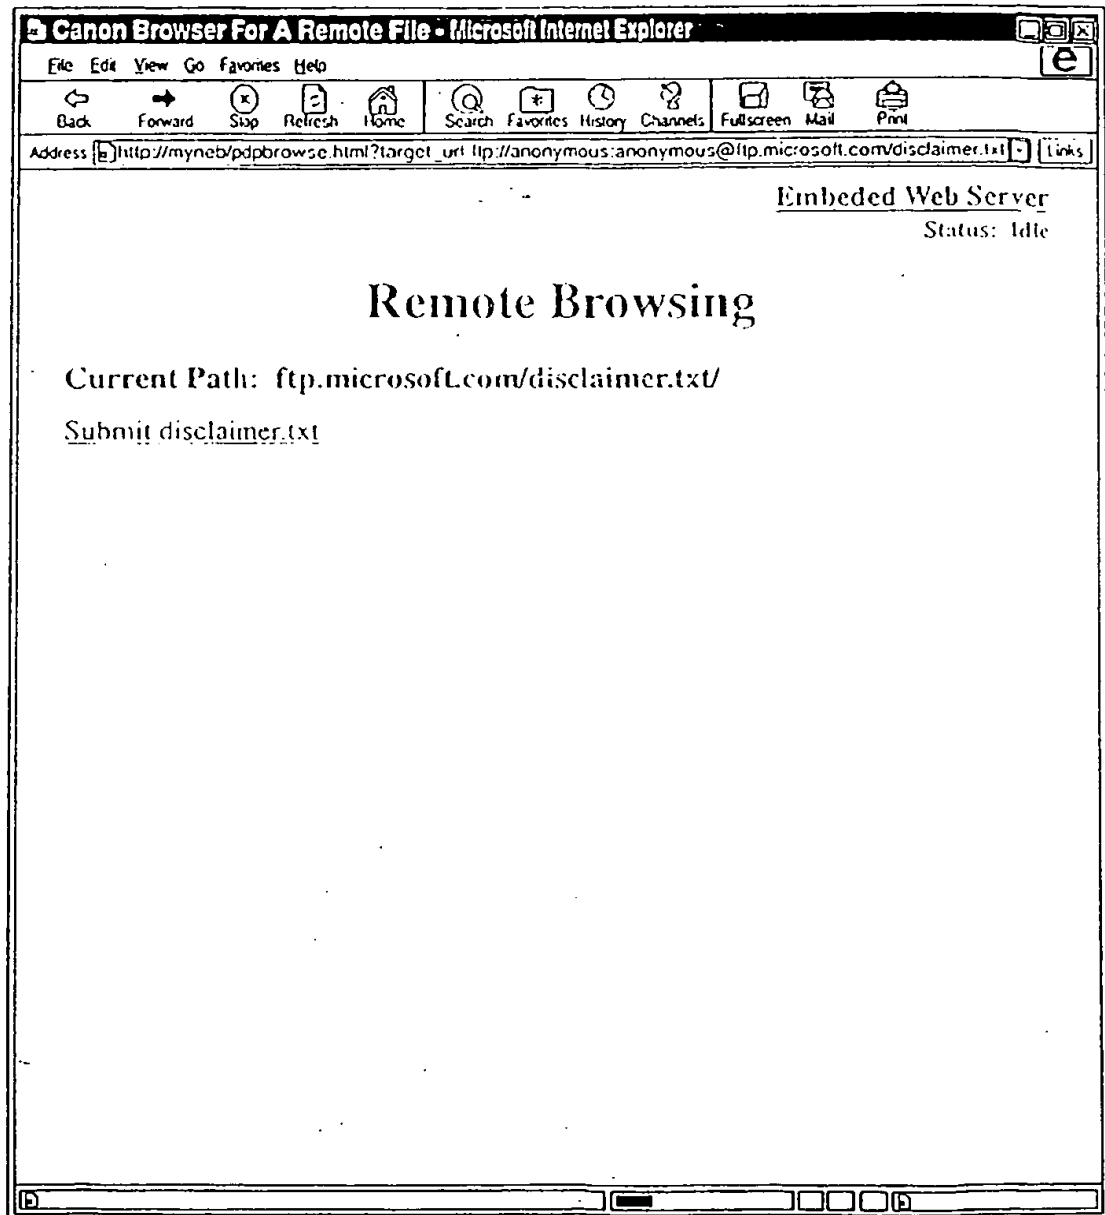 Canon Browser For A Remote File - Microsoft Internet Explorer
File Edit View Go Favorites Help
Back Forward Stop Refresh Home Search Favorites History Channels Fullscreen Mail Print
Address http://myneb/pdpbrowse.html?target_url ftp://anonymous:anonymous@ftp.microsoft.com/disclaimer.txt Links
Embeded Web Server
Status: Idle
Remote Browsing
Current Path: ftp.microsoft.com/disclaimer.txt/
Submit disclaimer.txt